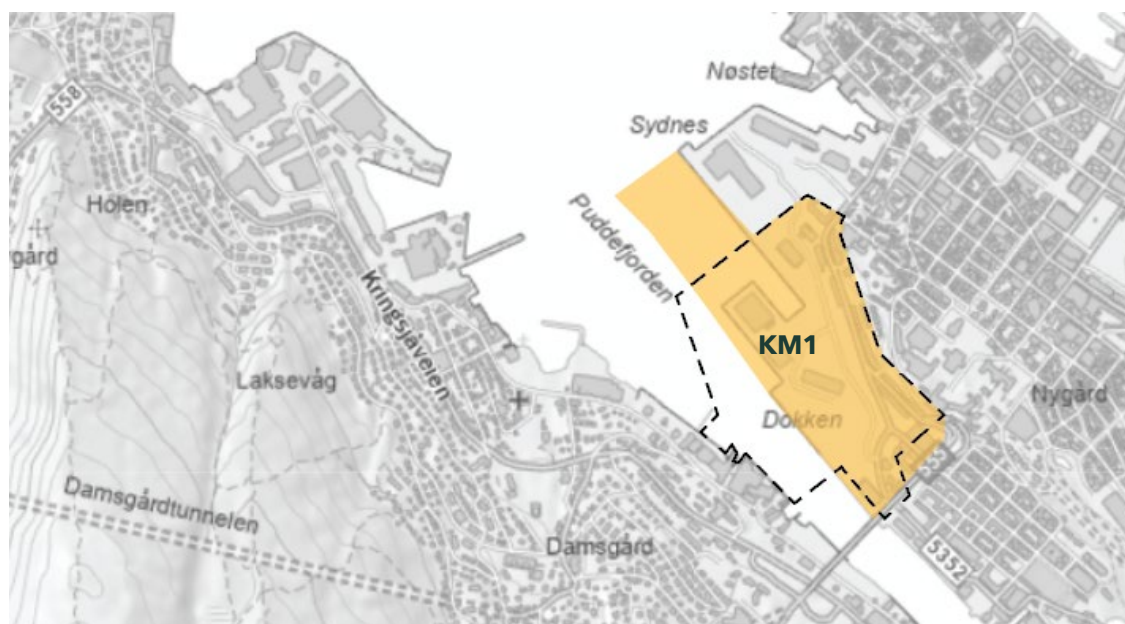 Nøstet
558
Sydnes
Holen
Puddefjorden
gård
Kringsjåveien
KM1
Laksevåg
Nygård
Dokken
Damsgårdtunnelen
Damsgård
5352